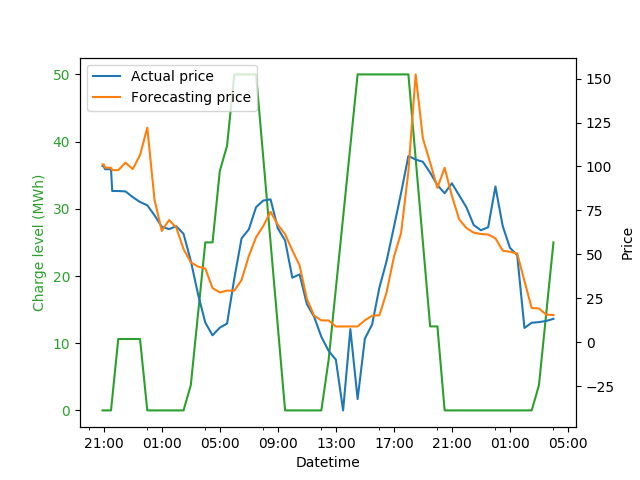 Actual price
Forecasting price
50
40
30
20
10
0
Charge level (MWh)
150
125
100
75
50
25
0
−25
Price
21:00 01:00 05:00 09:00 13:00 17:00 21:00 01:00 05:00
Datetime